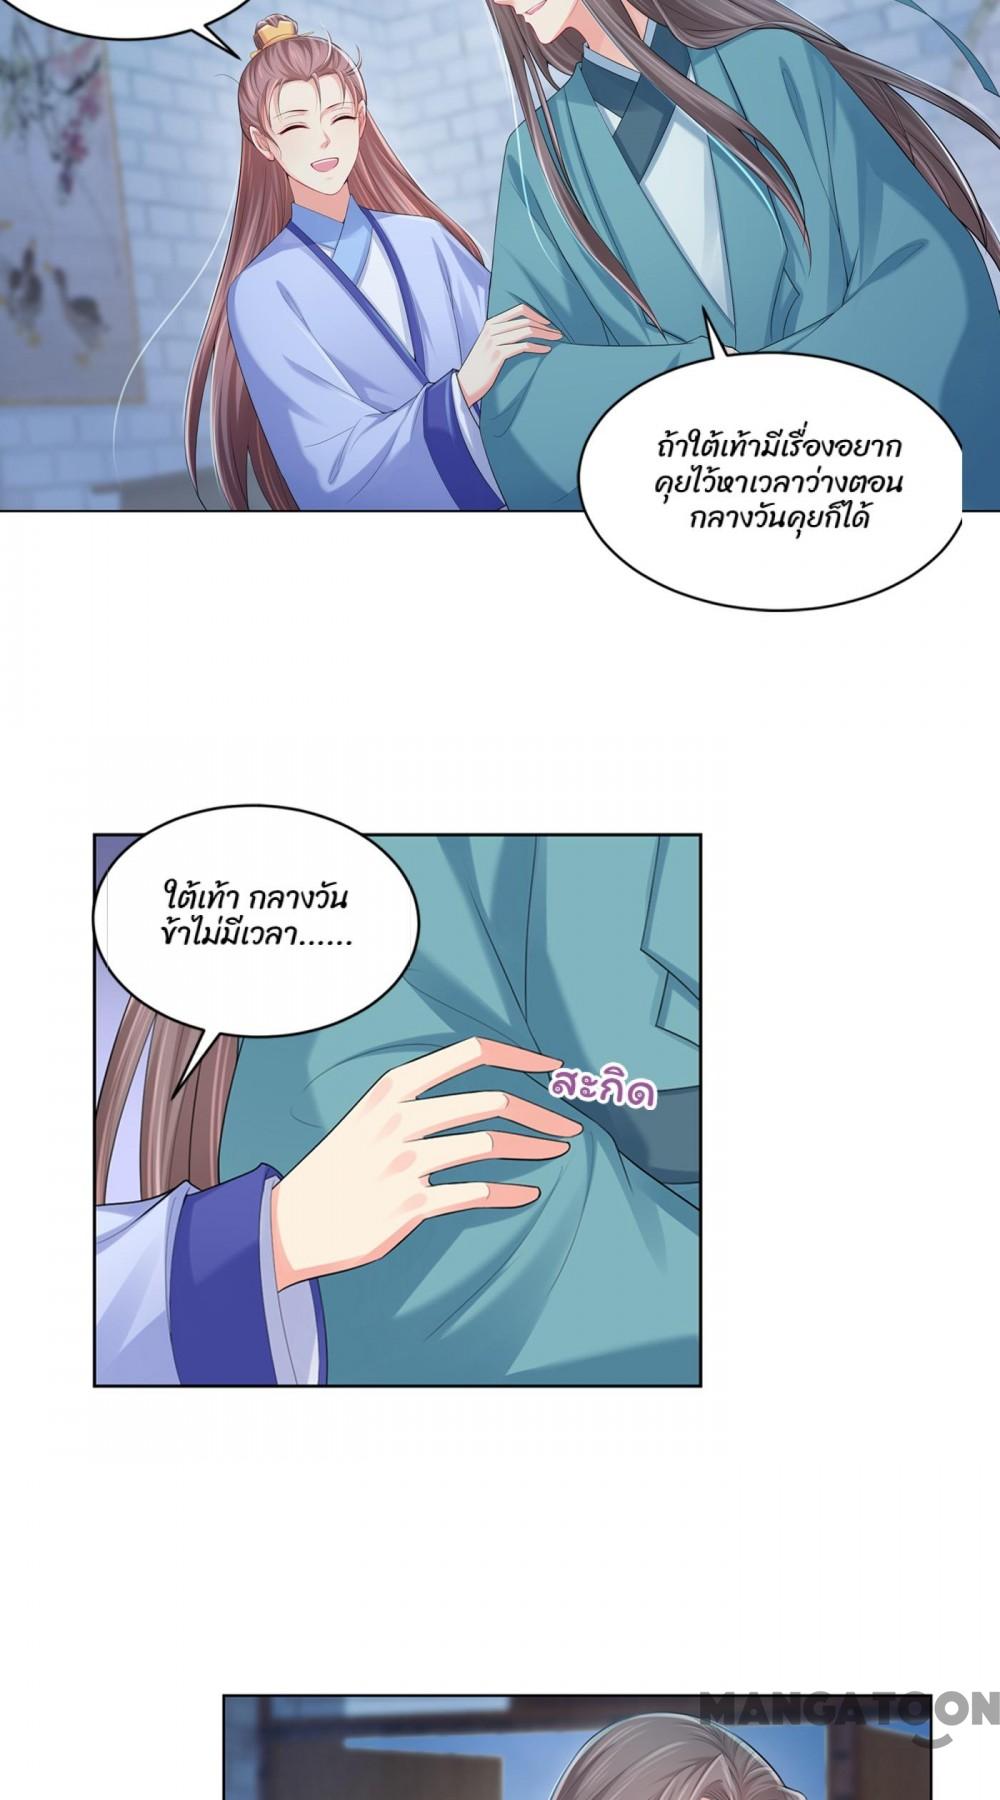 ถ้าใต้เท้ามีเรื่องอยาก
คุยไว้หาเวลาว่างตอน
กลางวันคุยก็ได้
ใต้เท้า กลางวัน
ข้าไม่มีเวลา......
สะกิด
MANGATOON